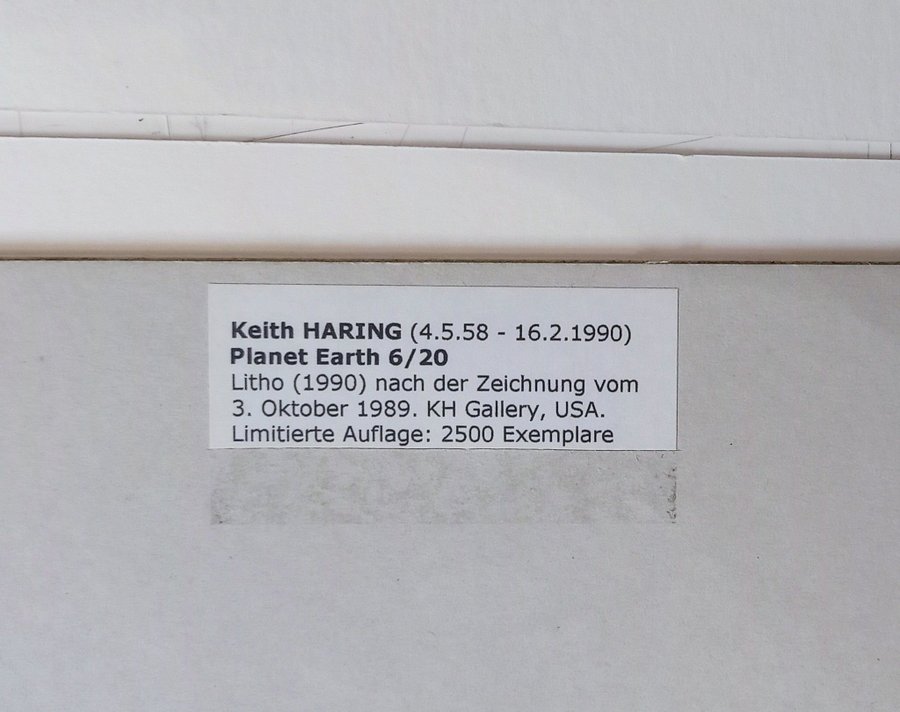 Keith HARING (4.5.58 - 16.2.1990)
Planet Earth 6/20
Litho (1990) nach der Zeichnung vom
3. Oktober 1989. KH Gallery, USA.
Limitierte Auflage: 2500 Exemplare